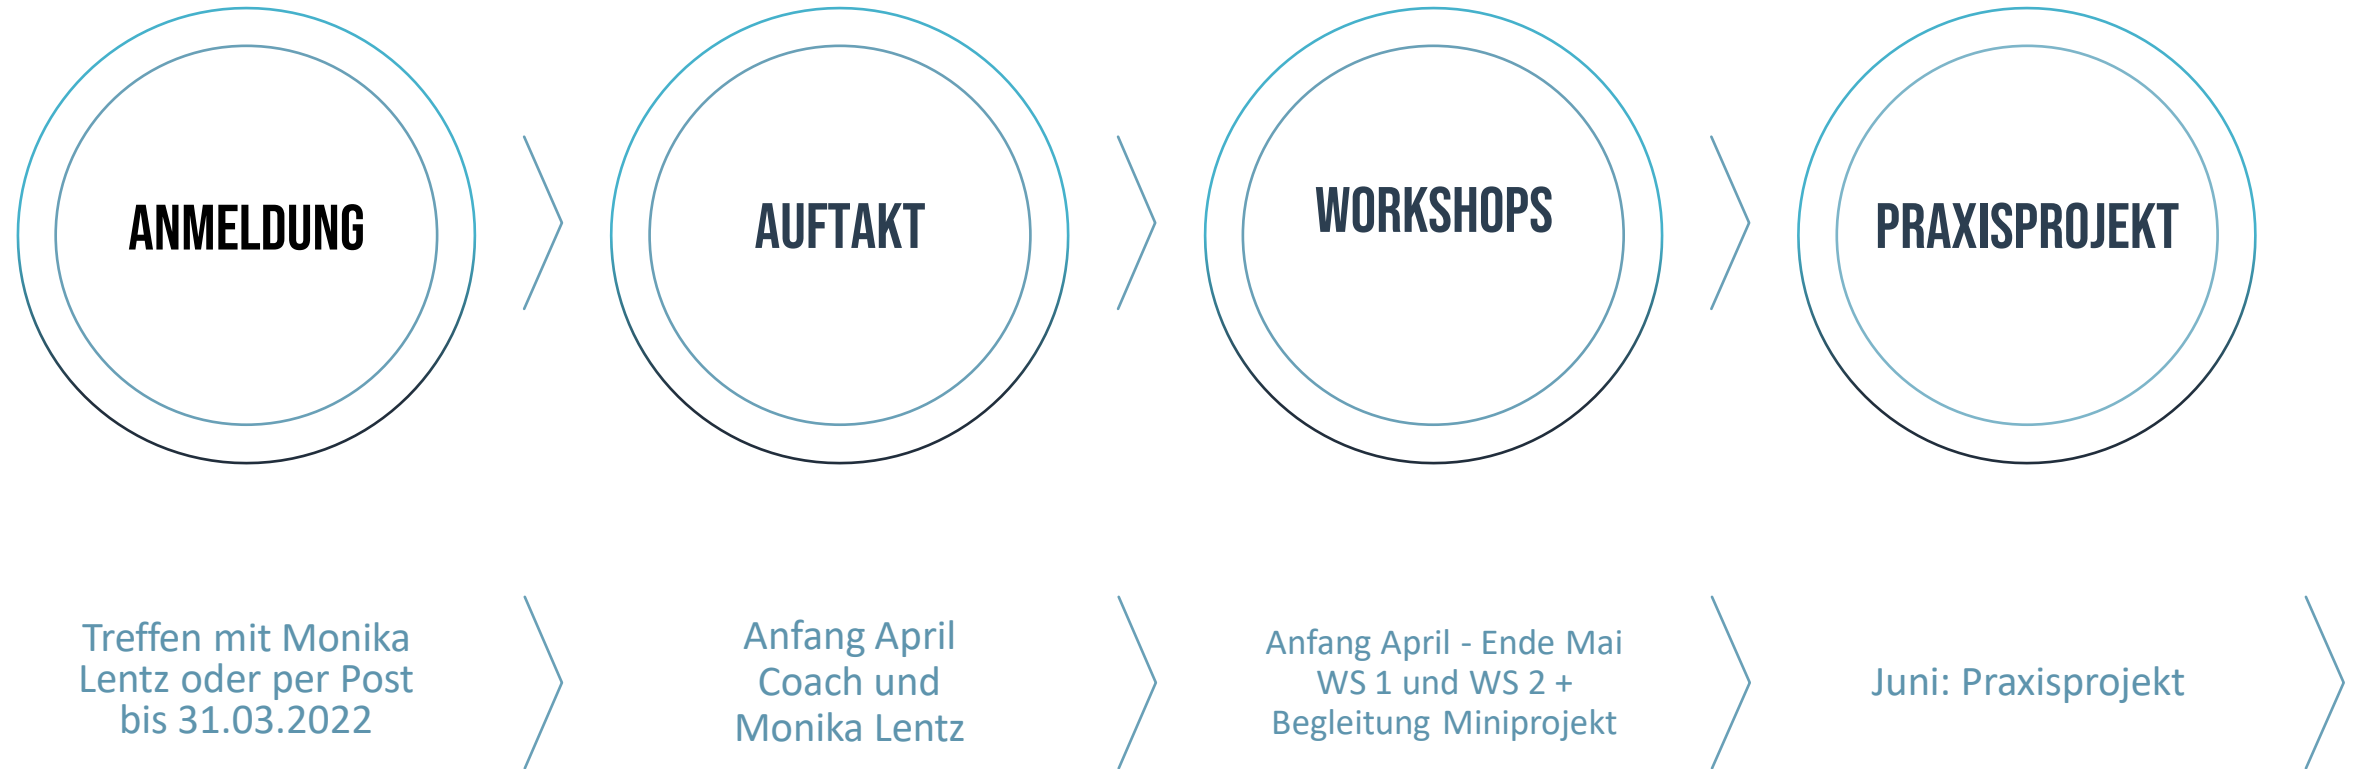 ANMELDUNG
AUFTAKT
WORKSHOPS
PRAXISPROJEKT
Treffen mit Monika
Lentz oder per Post
bis 31.03.2022
Anfang April
Coach und
Monika Lentz
Anfang April - Ende Mai
WS 1 und WS 2 +
Begleitung Miniprojekt
Juni: Praxisprojekt